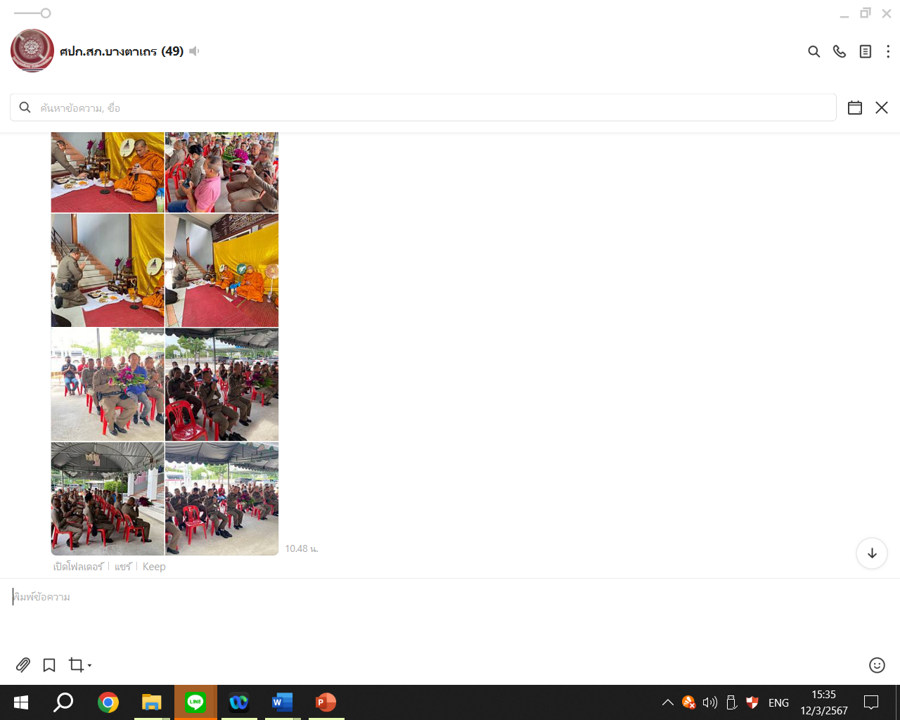 ศปก.สภ.บางตาเถร (49)
ค้นหาข้อความ, ชื่อ
10.48 น.
เปิดโฟลเดอร์ | แชร์ | Keep
พิมพ์ข้อความ
LINE
W
P
ENG
15:35
12/3/2567